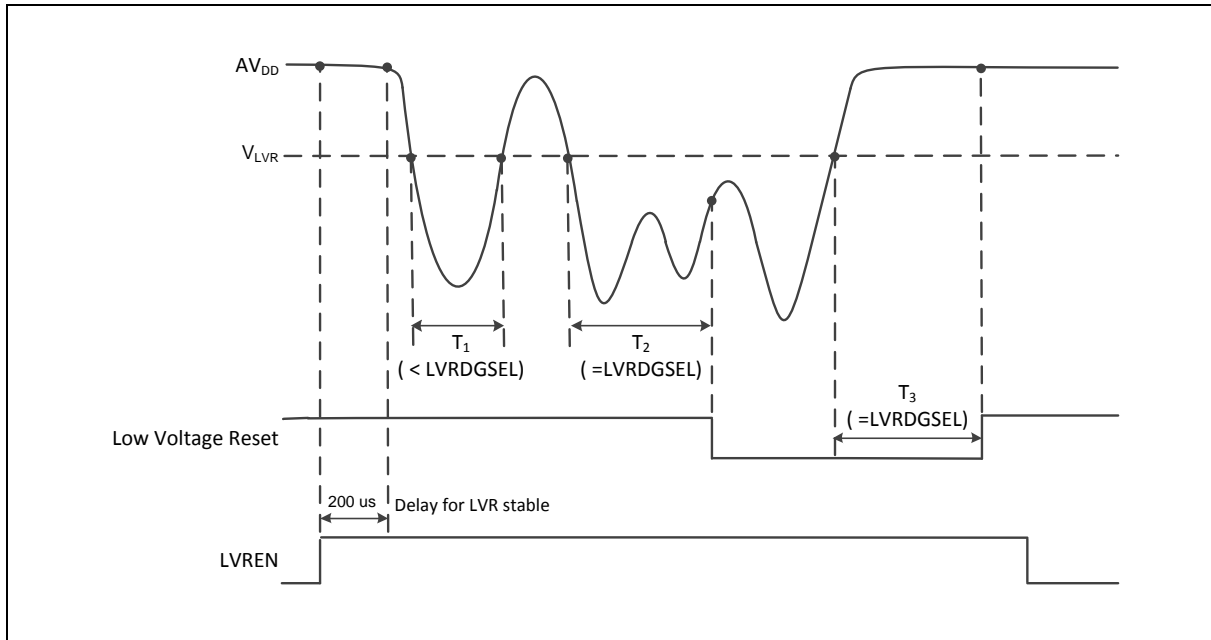 AVDD
VLVR
T1
( < LVRDGSEL)
T2
( =LVRDGSEL)
T3
( =LVRDGSEL)
Low Voltage Reset
200 us
Delay for LVR stable
LVREN